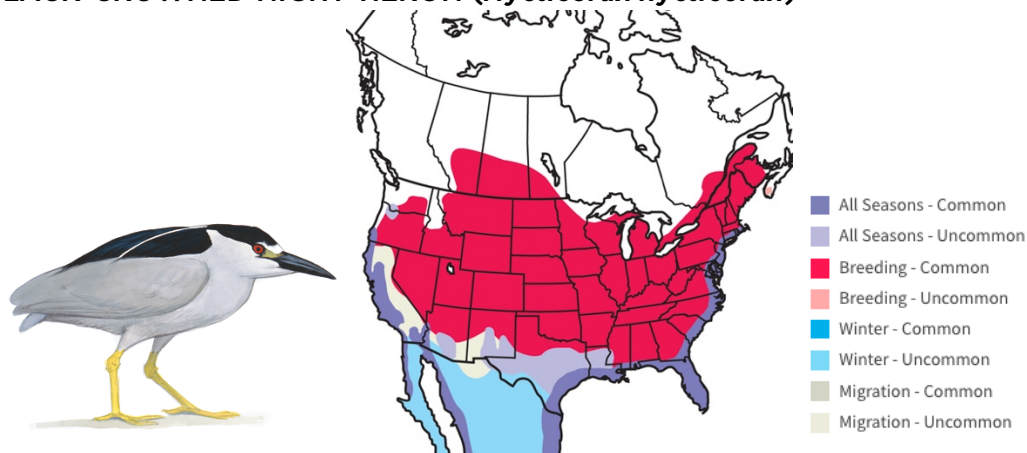 All Seasons - Common
All Seasons - Uncommon
Breeding - Common
Breeding - Uncommon
Winter - Common
Winter - Uncommon
Migration - Common
Migration - Uncommon